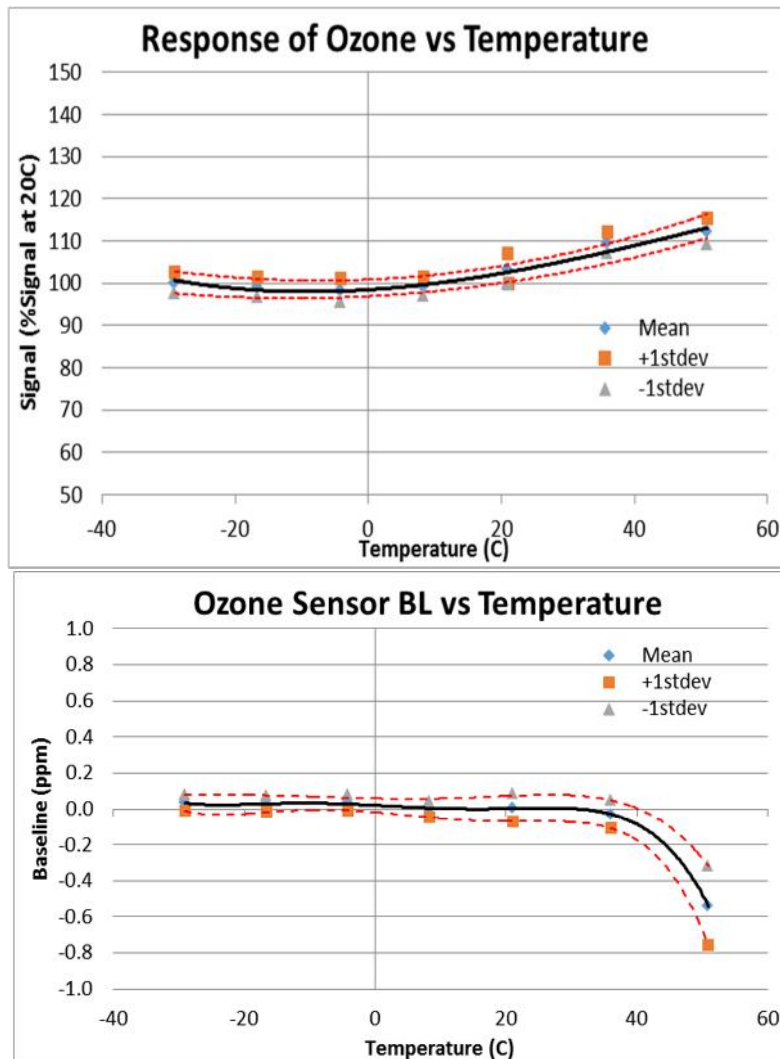 Response of Ozone vs Temperature
150
140
130
120
110
100
90
80
70
60
50
Signal (%Signal at 20C)
Mean
+1stdev
-1stdev
-40 -20 0 20 40 60
Temperature (C)
Ozone Sensor BL vs Temperature
1.0
0.8
0.6
0.4
0.2
0.0
-0.2
-0.4
-0.6
-0.8
-1.0
Baseline (ppm)
Mean
+1stdev
-1stdev
-40 -20 0 20 40 60
Temperature (C)